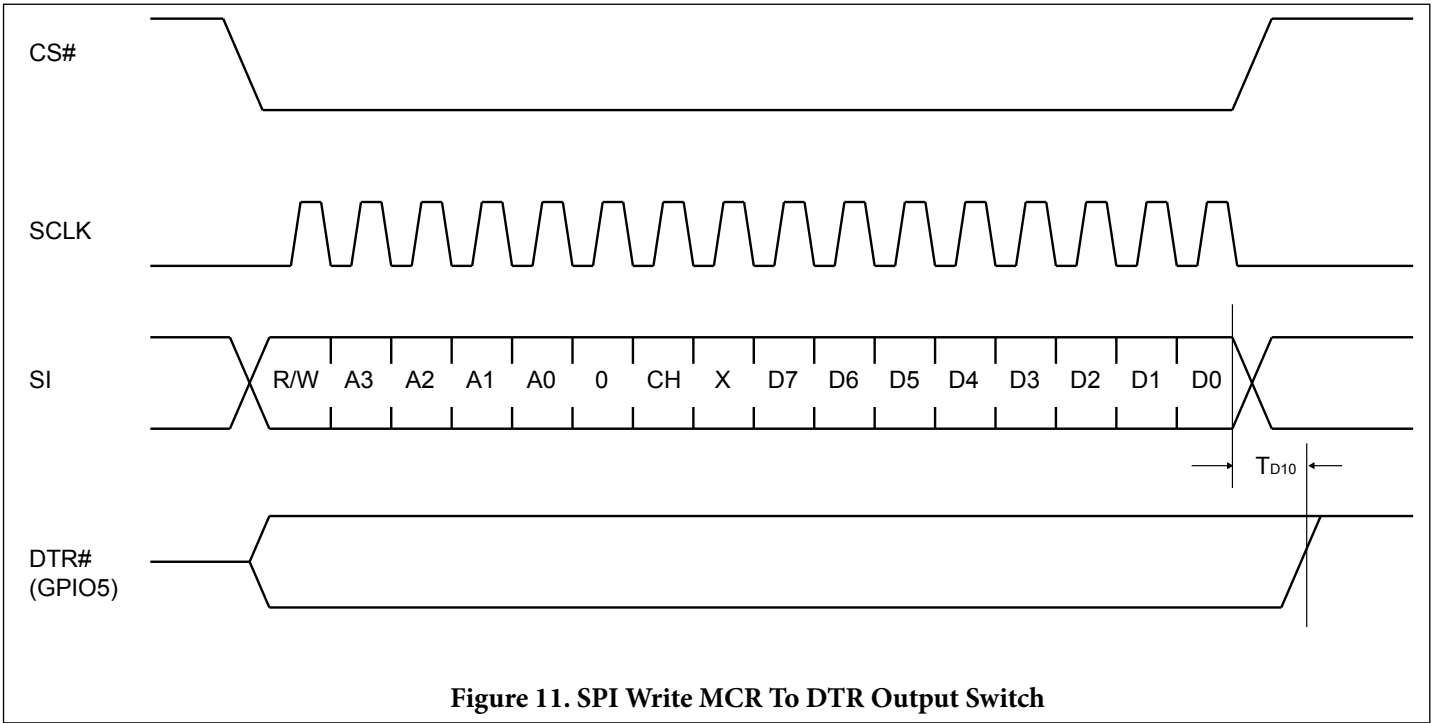 CS#
SCLK
SI
R/W A3 A2 A1 A0 0 CH X D7 D6 D5 D4 D3 D2 D1 D0
TD10
DTR#
(GPIO5)
Figure 11. SPI Write MCR To DTR Output Switch